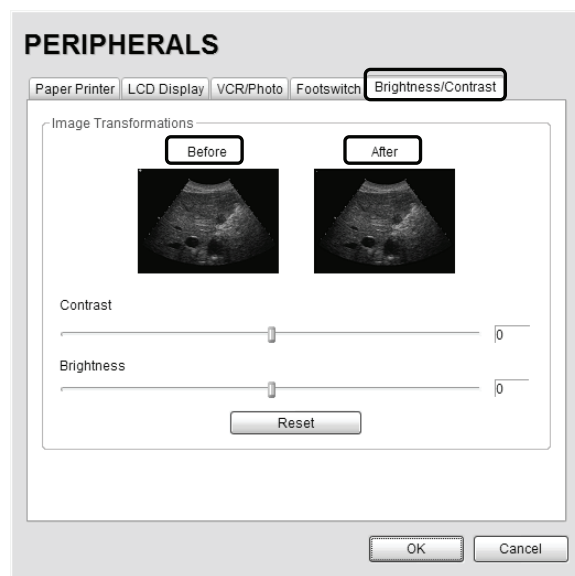 PERIPHERALS
Paper Printer LCD Display VCR/Photo Footswitch Brightness/Contrast
Image Transformations
Before After
Contrast
0
Brightness
0
Reset
OK Cancel